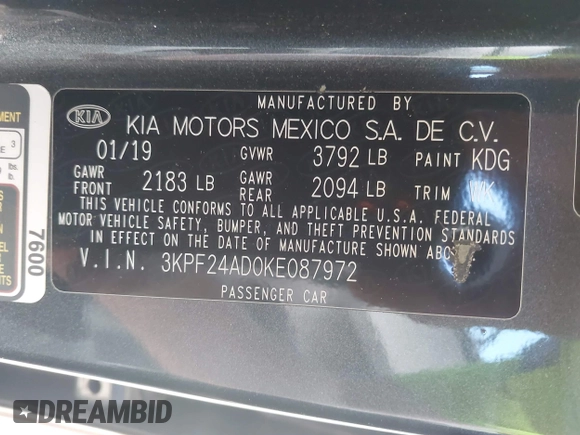 MANUFACTURED BY
KIA KIA MOTORS MEXICO S.A. DE C.V.
01/19 GVWR 3792 LB PAINT KDG
GAWR FRONT 2183 LB GAWR REAR 2094 LB TRIM WK
THIS VEHICLE CONFORMS TO ALL APPLICABLE U.S.A. FEDERAL
MOTOR VEHICLE SAFETY, BUMPER, AND THEFT PREVENTION STANDARDS
IN EFFECT ON THE DATE OF MANUFACTURE SHOWN ABO
V.I.N. 3KPF24AD0KE087972
PASSENGER CAR
7600
DREAMBID